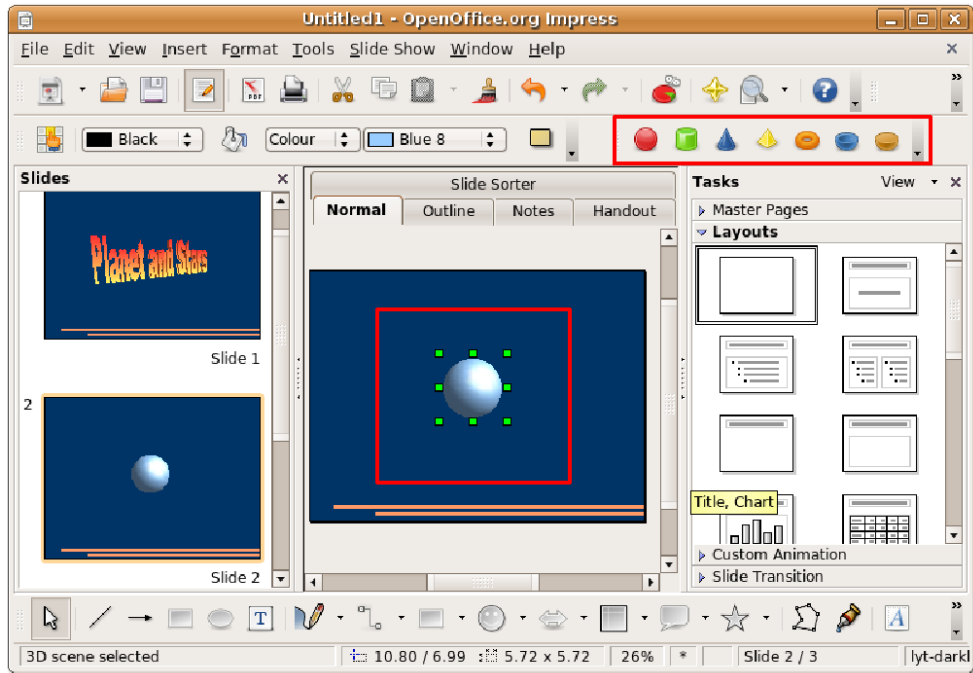 Untitled1 - OpenOffice.org Impress
File Edit View Insert Format Tools Slide Show Window Help
PDF
Black Colour Blue 8
Slides
Planet and Stars
Slide 1
2
Slide 2
Slide Sorter
Normal Outline Notes Handout
Tasks View
Master Pages
Layouts
Title, Chart
Custom Animation
Slide Transition
T A
3D scene selected 10.80 / 6.99 5.72 x 5.72 26% * Slide 2 / 3 lyt-darkl